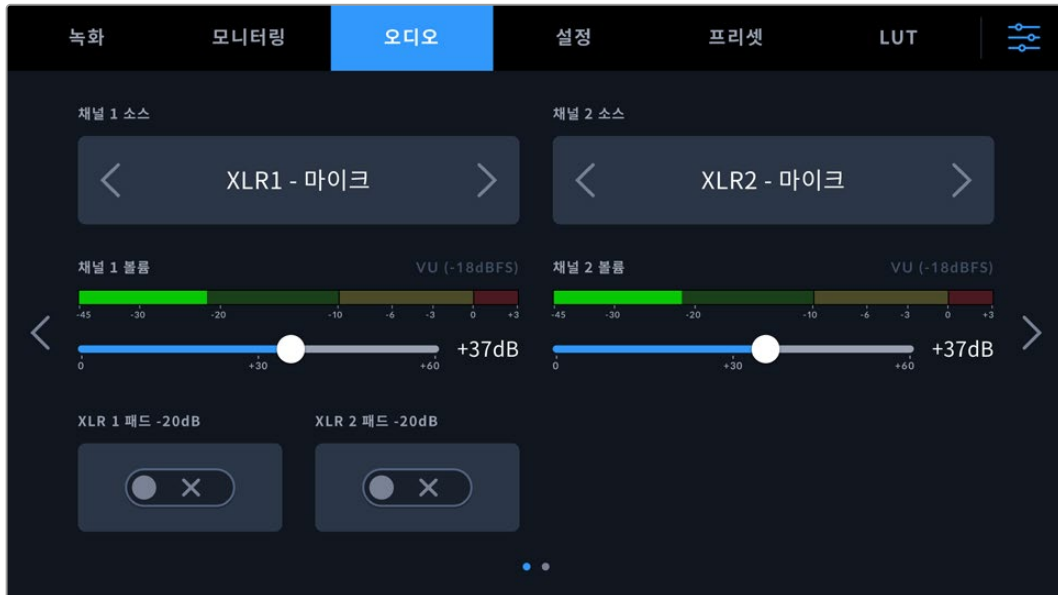 녹화 모니터링 오디오 설정 프리셋 LUT
채널 1 소스 채널 2 소스
XLR1 - 마이크 XLR2 - 마이크
채널 1 볼륨 VU (-18dBFS) 채널 2 볼륨 VU (-18dBFS)
-45 -30 -20 -10 -6 -3 0 +3 -45 -30 -20 -10 -6 -3 0 +3
+37dB +37dB
0 +30 +60 0 +30 +60
XLR 1 패드 -20dB XLR 2 패드 -20dB